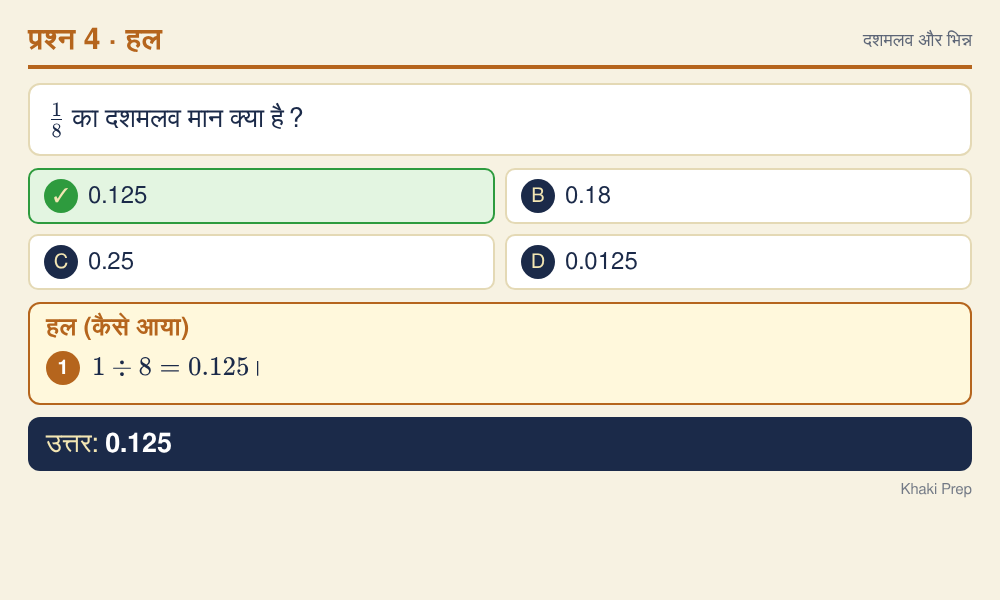 प्रश्न 4 · हल
दशमलव और भिन्न
1/8 का दशमलव मान क्या है ?
✓ 0.125
B 0.18
C 0.25
D 0.0125
हल (कैसे आया)
1 1 ÷ 8 = 0.125।
उत्तर: 0.125
Khaki Prep